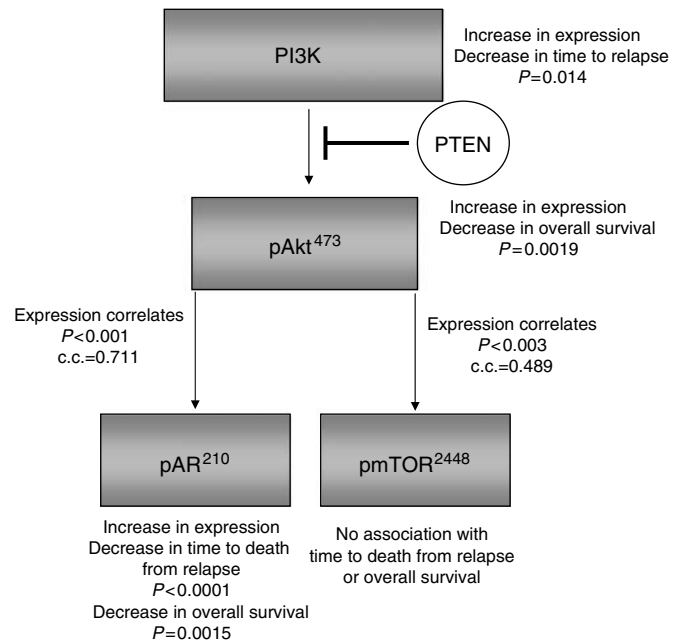 PI3K
Increase in expression
Decrease in time to relapse
P=0.014
PTEN
pAkt473
Increase in expression
Decrease in overall survival
P=0.0019
Expression correlates
P<0.001
c.c.=0.711
Expression correlates
P<0.003
c.c.=0.489
pAR210
pmTOR2448
Increase in expression
Decrease in time to death
from relapse
P<0.0001
Decrease in overall survival
P=0.0015
No association with
time to death from relapse
or overall survival